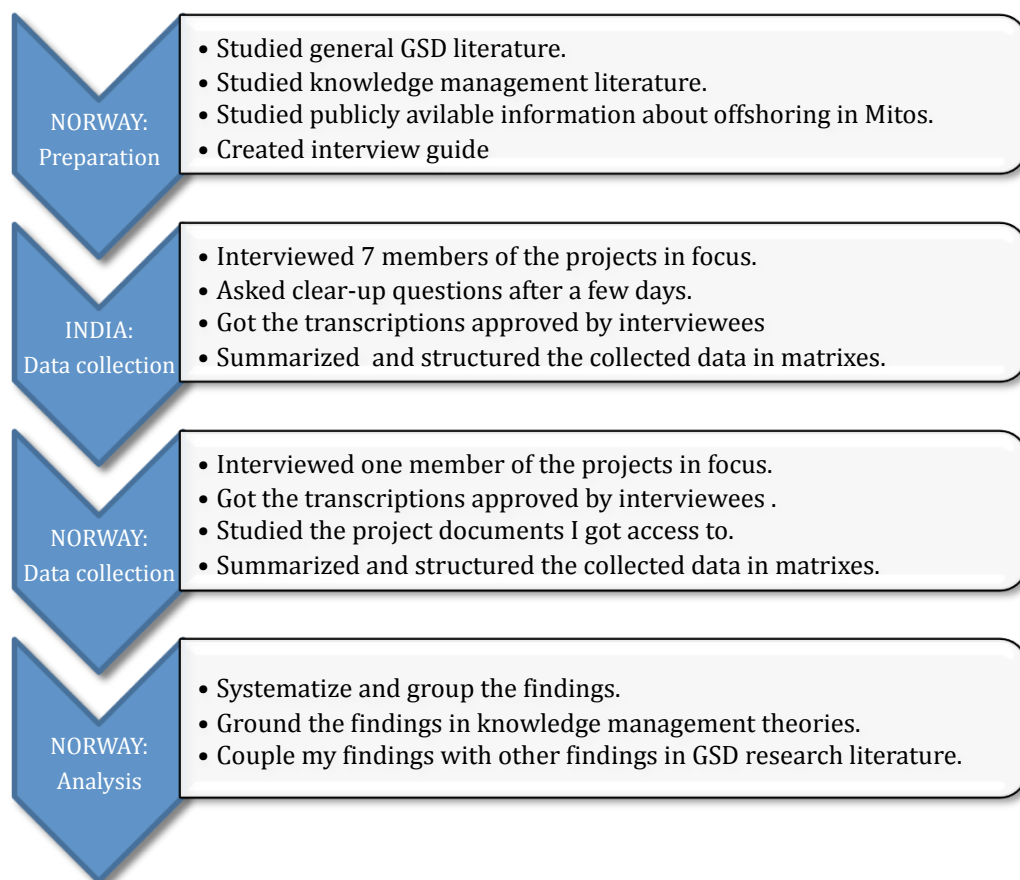 NORWAY:
Preparation
• Studied general GSD literature.
• Studied knowledge management literature.
• Studied publicly avilable information about offshoring in Mitos.
• Created interview guide
INDIA:
Data collection
• Interviewed 7 members of the projects in focus.
• Asked clear-up questions after a few days.
• Got the transcriptions approved by interviewees
• Summarized and structured the collected data in matrixes.
NORWAY:
Data collection
• Interviewed one member of the projects in focus.
• Got the transcriptions approved by interviewees .
• Studied the project documents I got access to.
• Summarized and structured the collected data in matrixes.
NORWAY:
Analysis
• Systematize and group the findings.
• Ground the findings in knowledge management theories.
• Couple my findings with other findings in GSD research literature.